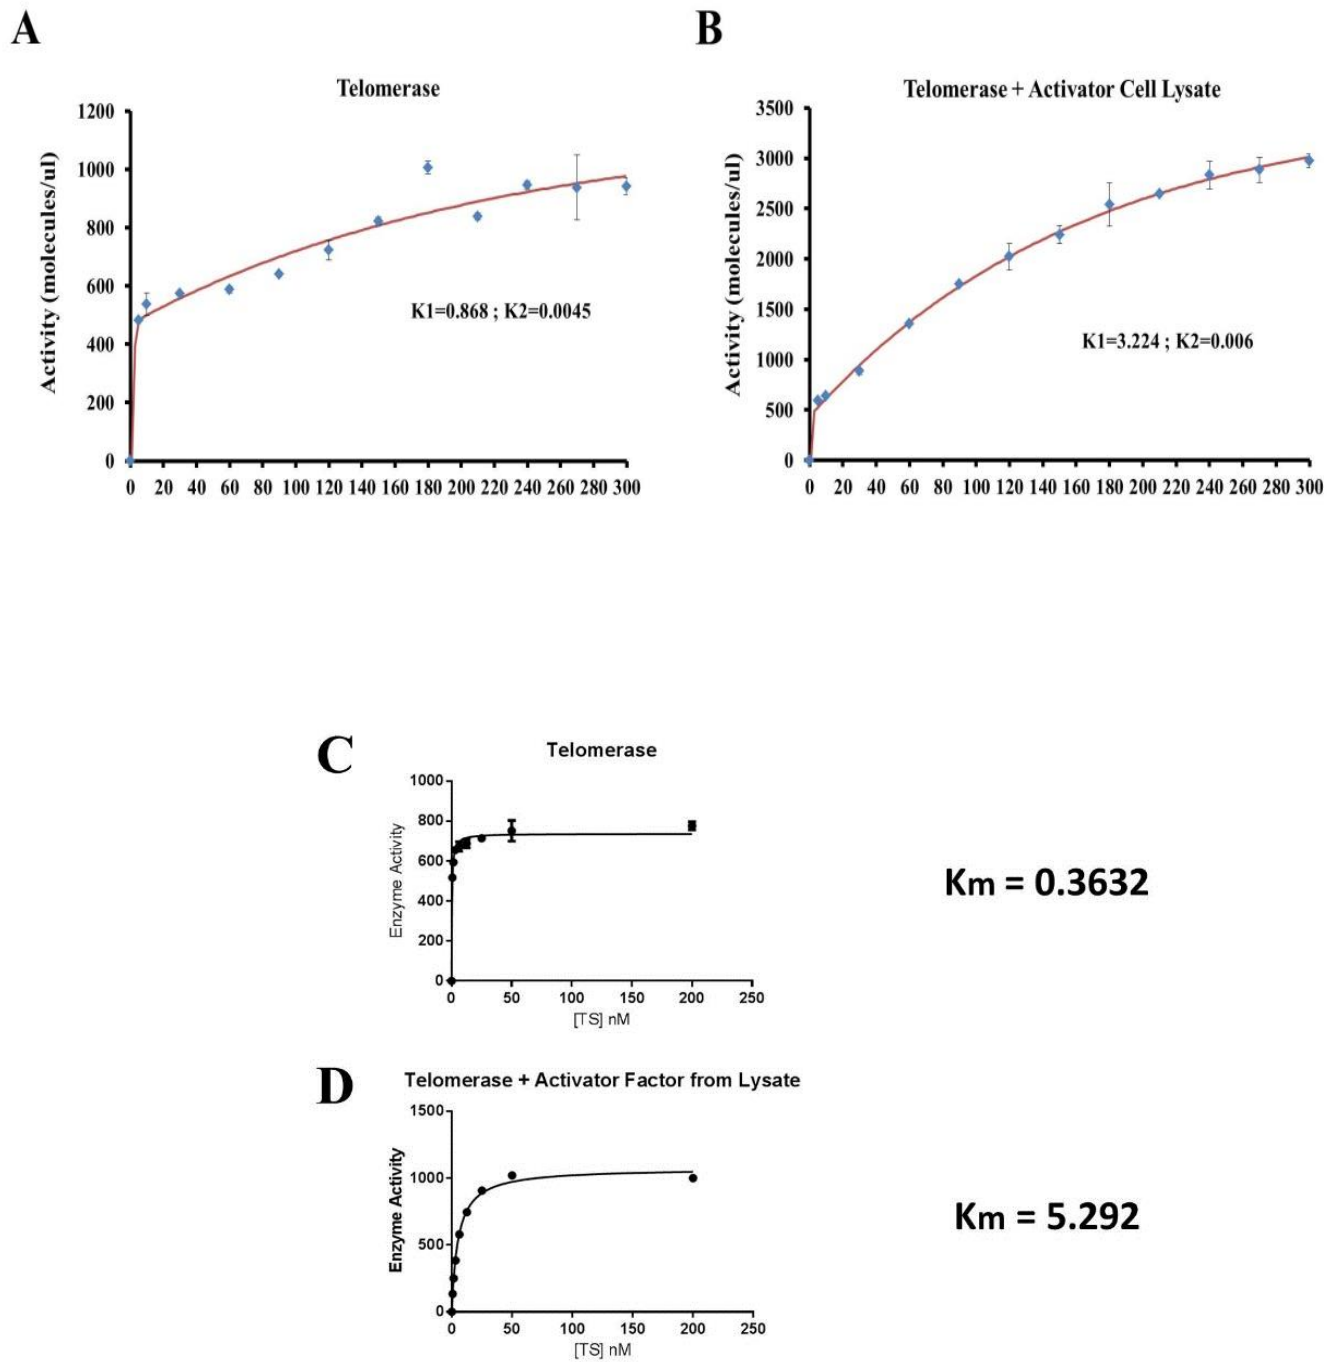 A
Telomerase
Activity (molecules/ul)
1200
1000
800
600
400
200
0
K1=0.868 ; K2=0.0045
0 20 40 60 80 100 120 140 160 180 200 220 240 260 280 300
B
Telomerase + Activator Cell Lysate
Activity (molecules/ul)
3500
3000
2500
2000
1500
1000
500
0
K1=3.224 ; K2=0.006
0 20 40 60 80 100 120 140 160 180 200 220 240 260 280 300
C
Telomerase
Enzyme Activity
1000
800
600
400
200
0
0 50 100 150 200 250
[TS] nM
Km = 0.3632
D
Telomerase + Activator Factor from Lysate
Enzyme Activity
1500
1000
500
0
0 50 100 150 200 250
[TS] nM
Km = 5.292